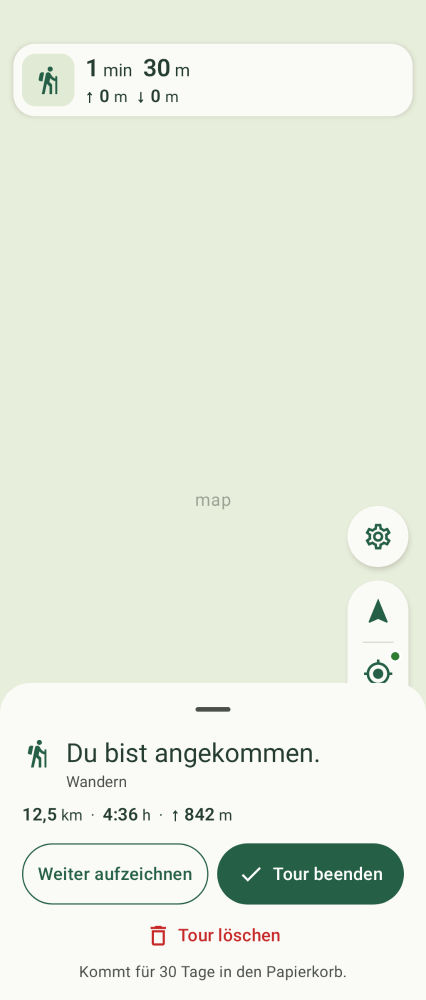 1 min 30 m
↑ 0 m ↓ 0 m
map
Du bist angekommen.
Wandern
12,5 km · 4:36 h · ↑ 842 m
Weiter aufzeichnen
Tour beenden
Tour löschen
Kommt für 30 Tage in den Papierkorb.